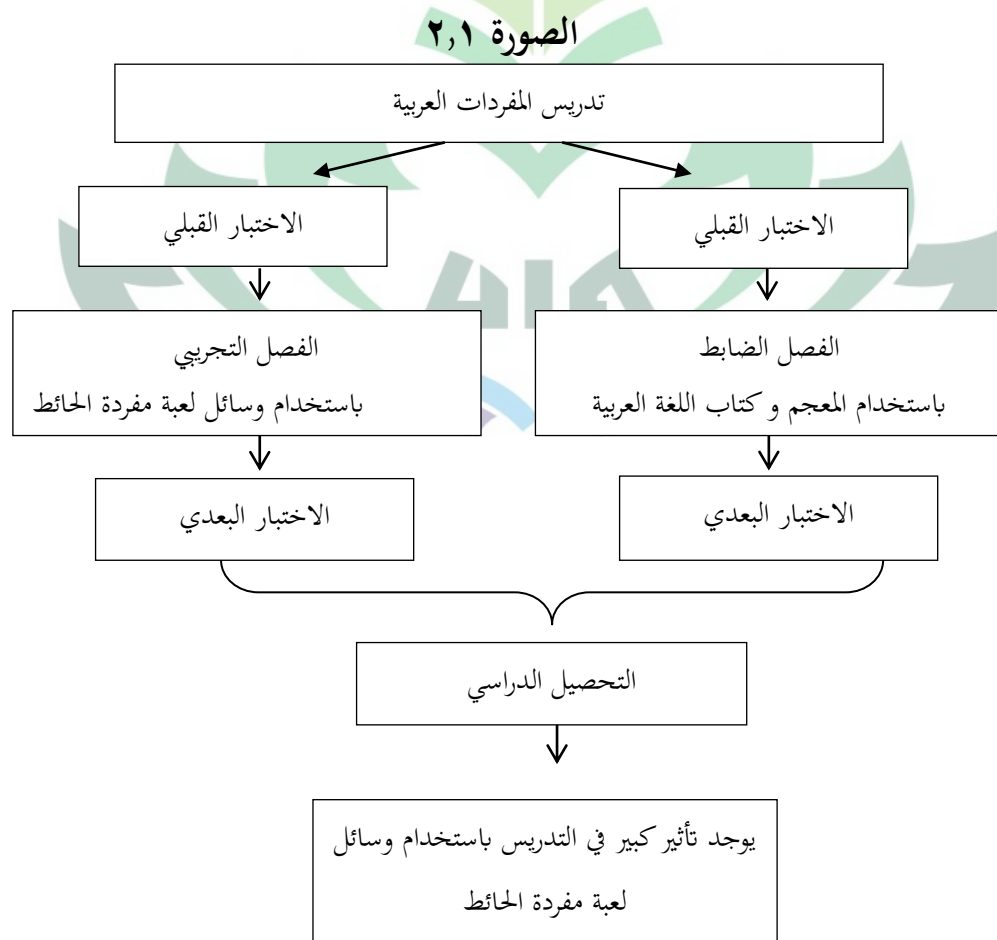 الصورة ٢,١
تدريس المفردات العربية
الاختبار القبلي
الاختبار القبلي
الفصل الضابط
باستخدام المعجم و كتاب اللغة العربية
الفصل التجريبي
باستخدام وسائل لعبة مفردة الحائط
الاختبار البعدي
الاختبار البعدي
التحصيل الدراسي
يوجد تأثير كبير في التدريس باستخدام وسائل
لعبة مفردة الحائط